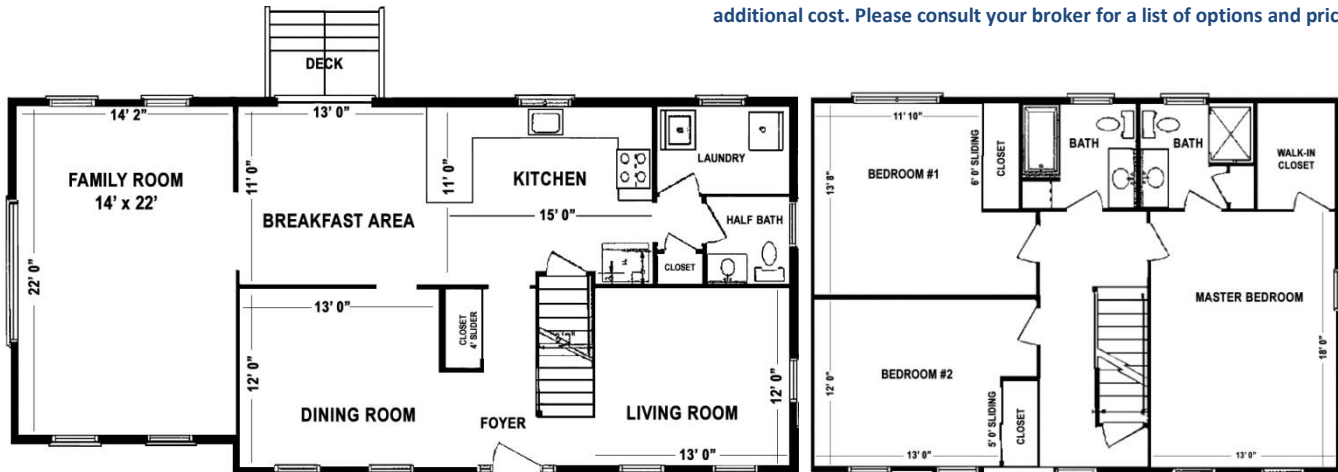 additional cost. Please consult your broker for a list of options and pric
DECK
14' 2"
13' 0"
FAMILY ROOM
14' x 22'
22' 0"
11' 0"
BREAKFAST AREA
11' 0"
KITCHEN
15' 0"
LAUNDRY
HALF BATH
CLOSET
13' 0"
12' 0"
DINING ROOM
CLOSET
4' SLIDER
FOYER
LIVING ROOM
12' 0"
13' 0"
11' 10"
13' 8"
BEDROOM #1
6' 0" SLIDING
CLOSET
BATH
BATH
WALK-IN
CLOSET
MASTER BEDROOM
18' 0"
13' 0"
BEDROOM #2
12' 0"
13' 0"
5' 0" SLIDING
CLOSET